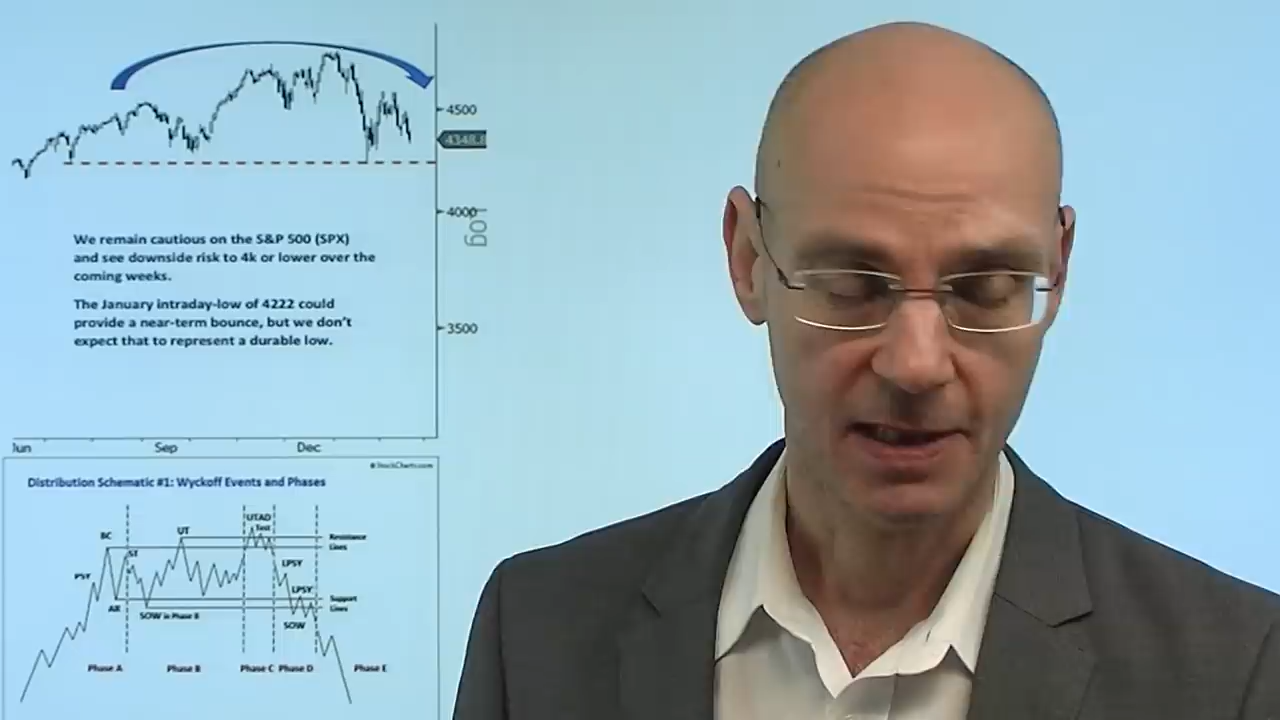 4500
4348.8
4000
Log
We remain cautious on the S&P 500 (SPX)
and see downside risk to 4k or lower over the
coming weeks.
The January intraday-low of 4222 could
provide a near-term bounce, but we don't
expect that to represent a durable low.
3500
Jun
Sep
Dec
© StockCharts.com
Distribution Schematic #1: Wyckoff Events and Phases
UTAD
Test
BC
UT
Resistance
Lines
ST
LPSY
PSY
LPSY
AR
Support
Lines
SOW in Phase B
SOW
Phase A
Phase B
Phase C
Phase D
Phase E